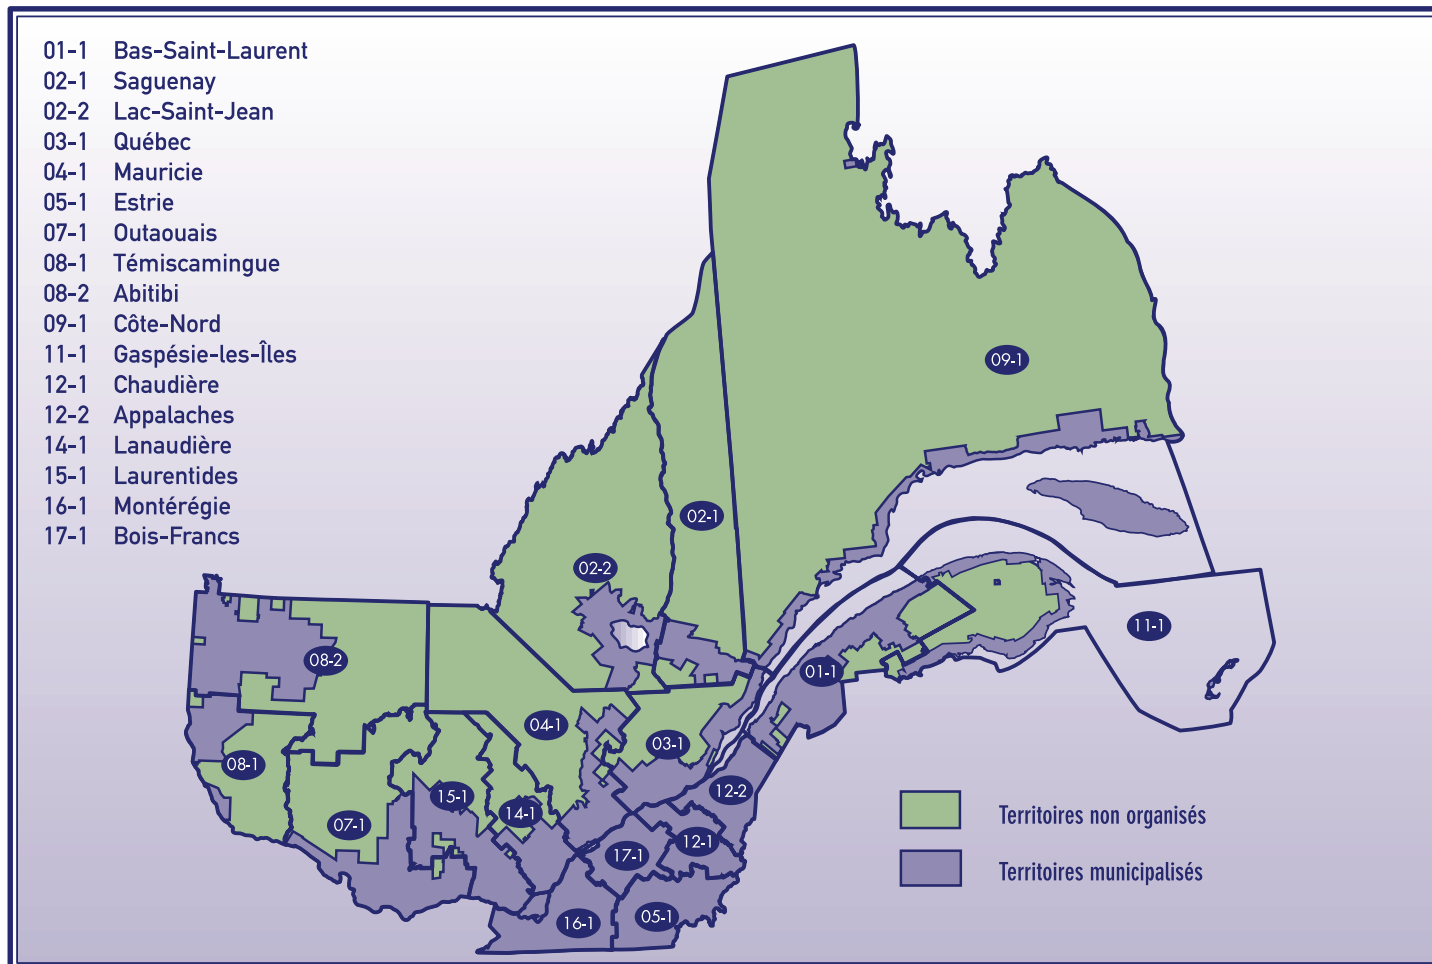 01-1 Bas-Saint-Laurent
02-1 Saguenay
02-2 Lac-Saint-Jean
03-1 Québec
04-1 Mauricie
05-1 Estrie
07-1 Outaouais
08-1 Témiscamingue
08-2 Abitibi
09-1 Côte-Nord
11-1 Gaspésie-les-Îles
12-1 Chaudière
12-2 Appalaches
14-1 Lanaudière
15-1 Laurentides
16-1 Montérégie
17-1 Bois-Francs
09-1
02-1
02-2
11-1
08-2
01-1
04-1
03-1
08-1
12-2
15-1
14-1
07-1
12-1
17-1
16-1
05-1
Territoires non organisés
Territoires municipalisés